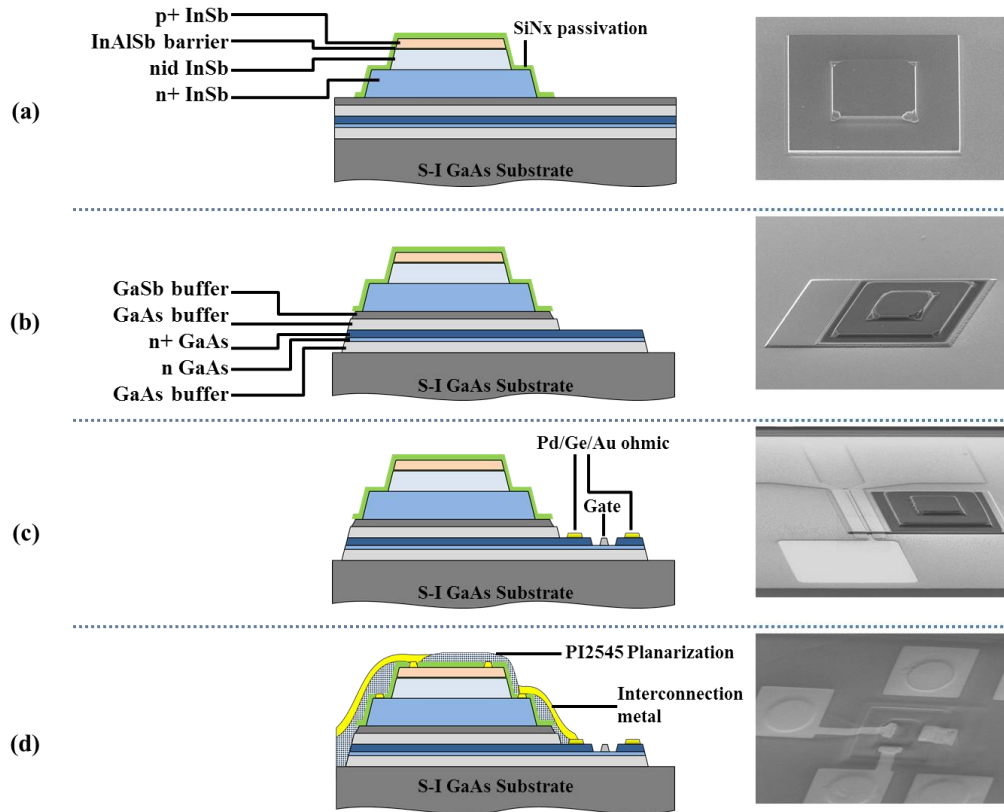 p+ InSb
InAlSb barrier
nid InSb
n+ InSb
SiNx passivation
(a)
S-I GaAs Substrate
GaSb buffer
GaAs buffer
n+ GaAs
n GaAs
GaAs buffer
(b)
S-I GaAs Substrate
Pd/Ge/Au ohmic
Gate
(c)
S-I GaAs Substrate
PI2545 Planarization
Interconnection
metal
(d)
S-I GaAs Substrate